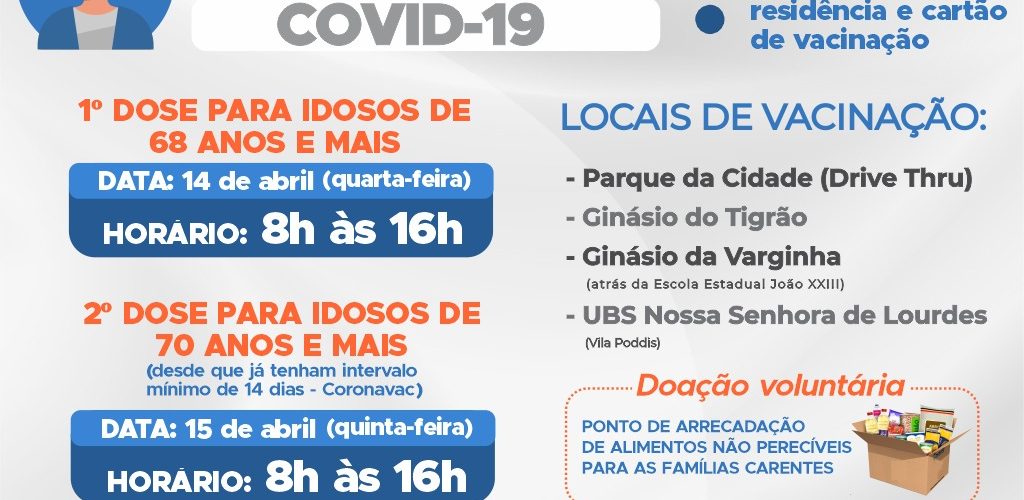 COVID-19
residência e cartão
de vacinação
1º DOSE PARA IDOSOS DE
68 ANOS E MAIS
DATA: 14 de abril (quarta-feira)
HORÁRIO: 8h às 16h
2º DOSE PARA IDOSOS DE
70 ANOS E MAIS
(desde que já tenham intervalo
mínimo de 14 dias - Coronavac)
DATA: 15 de abril (quinta-feira)
HORÁRIO: 8h às 16h
LOCAIS DE VACINAÇÃO:
- Parque da Cidade (Drive Thru)
- Ginásio do Tigrão
- Ginásio da Varginha
(atrás da Escola Estadual João XXIII)
- UBS Nossa Senhora de Lourdes
(Vila Poddis)
Doação voluntária
PONTO DE ARRECADAÇÃO
DE ALIMENTOS NÃO PERECÍVEIS
PARA AS FAMÍLIAS CARENTES